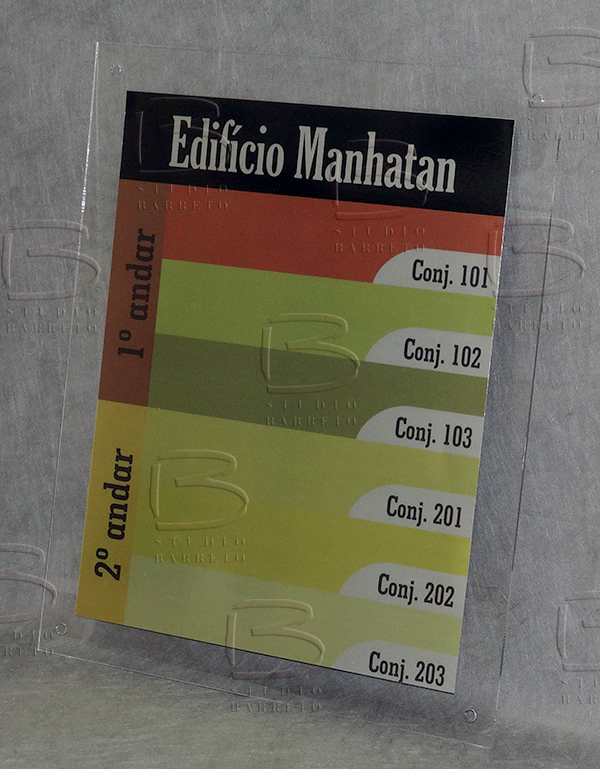 Edifício Manhatan
1º andar
Conj. 101
Conj. 102
Conj. 103
2º andar
Conj. 201
Conj. 202
Conj. 203
B
STUDIO
BARRETO